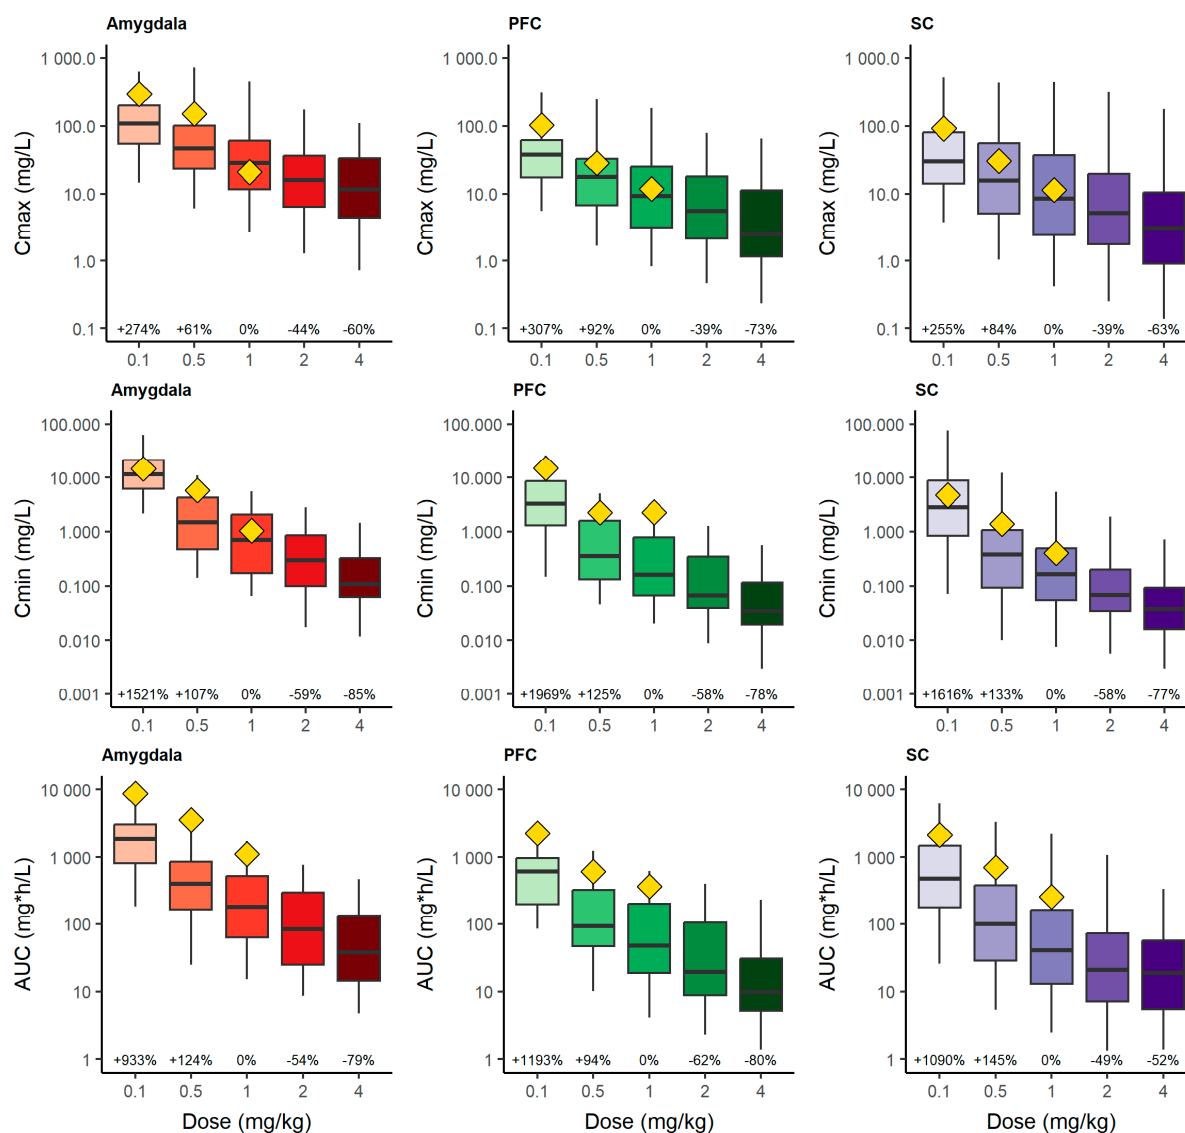 Amygdala PFC SC
1 000.0 1 000.0 1 000.0
100.0 100.0 100.0
10.0 10.0 10.0
1.0 1.0 1.0
0.1 0.1 0.1
Cmax (mg/L) Cmax (mg/L) Cmax (mg/L)
+274% +61% 0% -44% -60% +307% +92% 0% -39% -73% +255% +84% 0% -39% -63%
0.1 0.5 1 2 4 0.1 0.5 1 2 4 0.1 0.5 1 2 4
Amygdala PFC SC
100.000 100.000 100.000
10.000 10.000 10.000
1.000 1.000 1.000
0.100 0.100 0.100
0.010 0.010 0.010
0.001 0.001 0.001
Cmin (mg/L) Cmin (mg/L) Cmin (mg/L)
+1521% +107% 0% -59% -85% +1969% +125% 0% -58% -78% +1616% +133% 0% -58% -77%
0.1 0.5 1 2 4 0.1 0.5 1 2 4 0.1 0.5 1 2 4
Amygdala PFC SC
10 000 10 000 10 000
1 000 1 000 1 000
100 100 100
10 10 10
1 1 1
AUC (mg*h/L) AUC (mg*h/L) AUC (mg*h/L)
+933% +124% 0% -54% -79% +1193% +94% 0% -62% -80% +1090% +145% 0% -49% -52%
0.1 0.5 1 2 4 0.1 0.5 1 2 4 0.1 0.5 1 2 4
Dose (mg/kg) Dose (mg/kg) Dose (mg/kg)